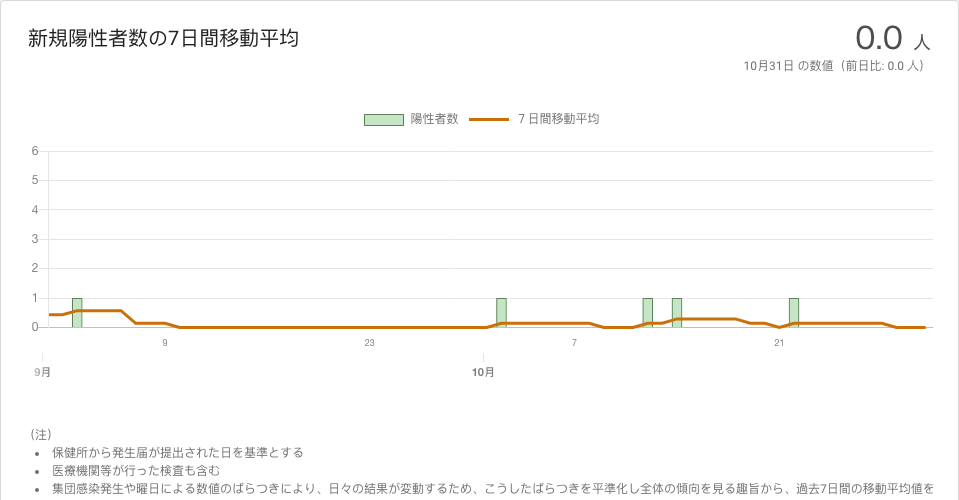 新規陽性者数の7日間移動平均
0.0 人
10月31日 の数値（前日比: 0.0 人）
陽性者数 7 日間移動平均
6
5
4
3
2
1
0
9 23 7 21
9月 10月
（注）
• 保健所から発生届が提出された日を基準とする
• 医療機関等が行った検査も含む
• 集団感染発生や曜日による数値のばらつきにより、日々の結果が変動するため、こうしたばらつきを平準化し全体の傾向を見る趣旨から、過去7日間の移動平均値を